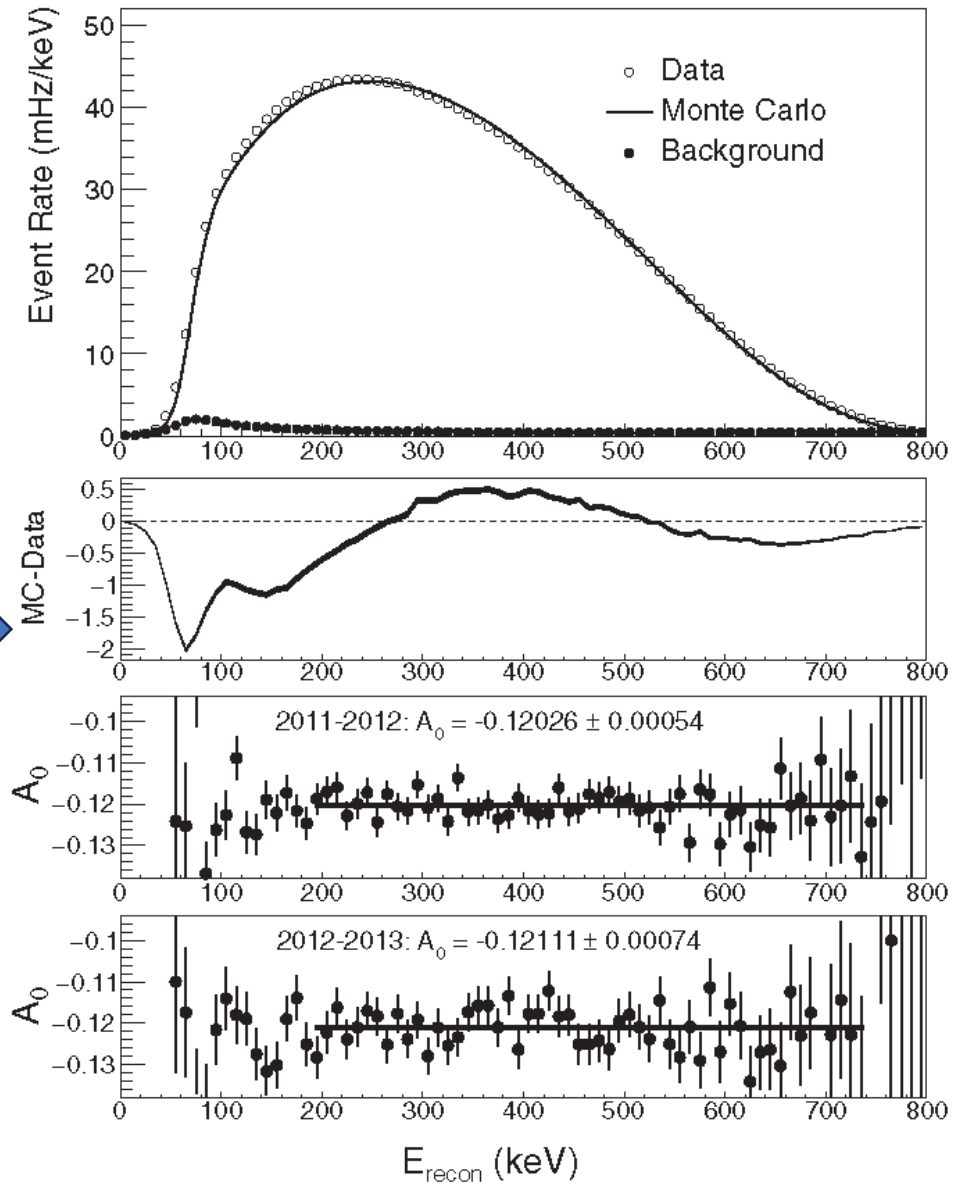 Event Rate (mHz/keV)
50
40
30
20
10
0
Data
Monte Carlo
Background
0 100 200 300 400 500 600 700 800
MC-Data
0.5
0
−0.5
−1
−1.5
−2
0 100 200 300 400 500 600 700 800
A0
−0.1
−0.11
−0.12
−0.13
2011-2012: A0 = -0.12026 ± 0.00054
0 100 200 300 400 500 600 700 800
A0
−0.1
−0.11
−0.12
−0.13
2012-2013: A0 = -0.12111 ± 0.00074
0 100 200 300 400 500 600 700 800
Erecon (keV)